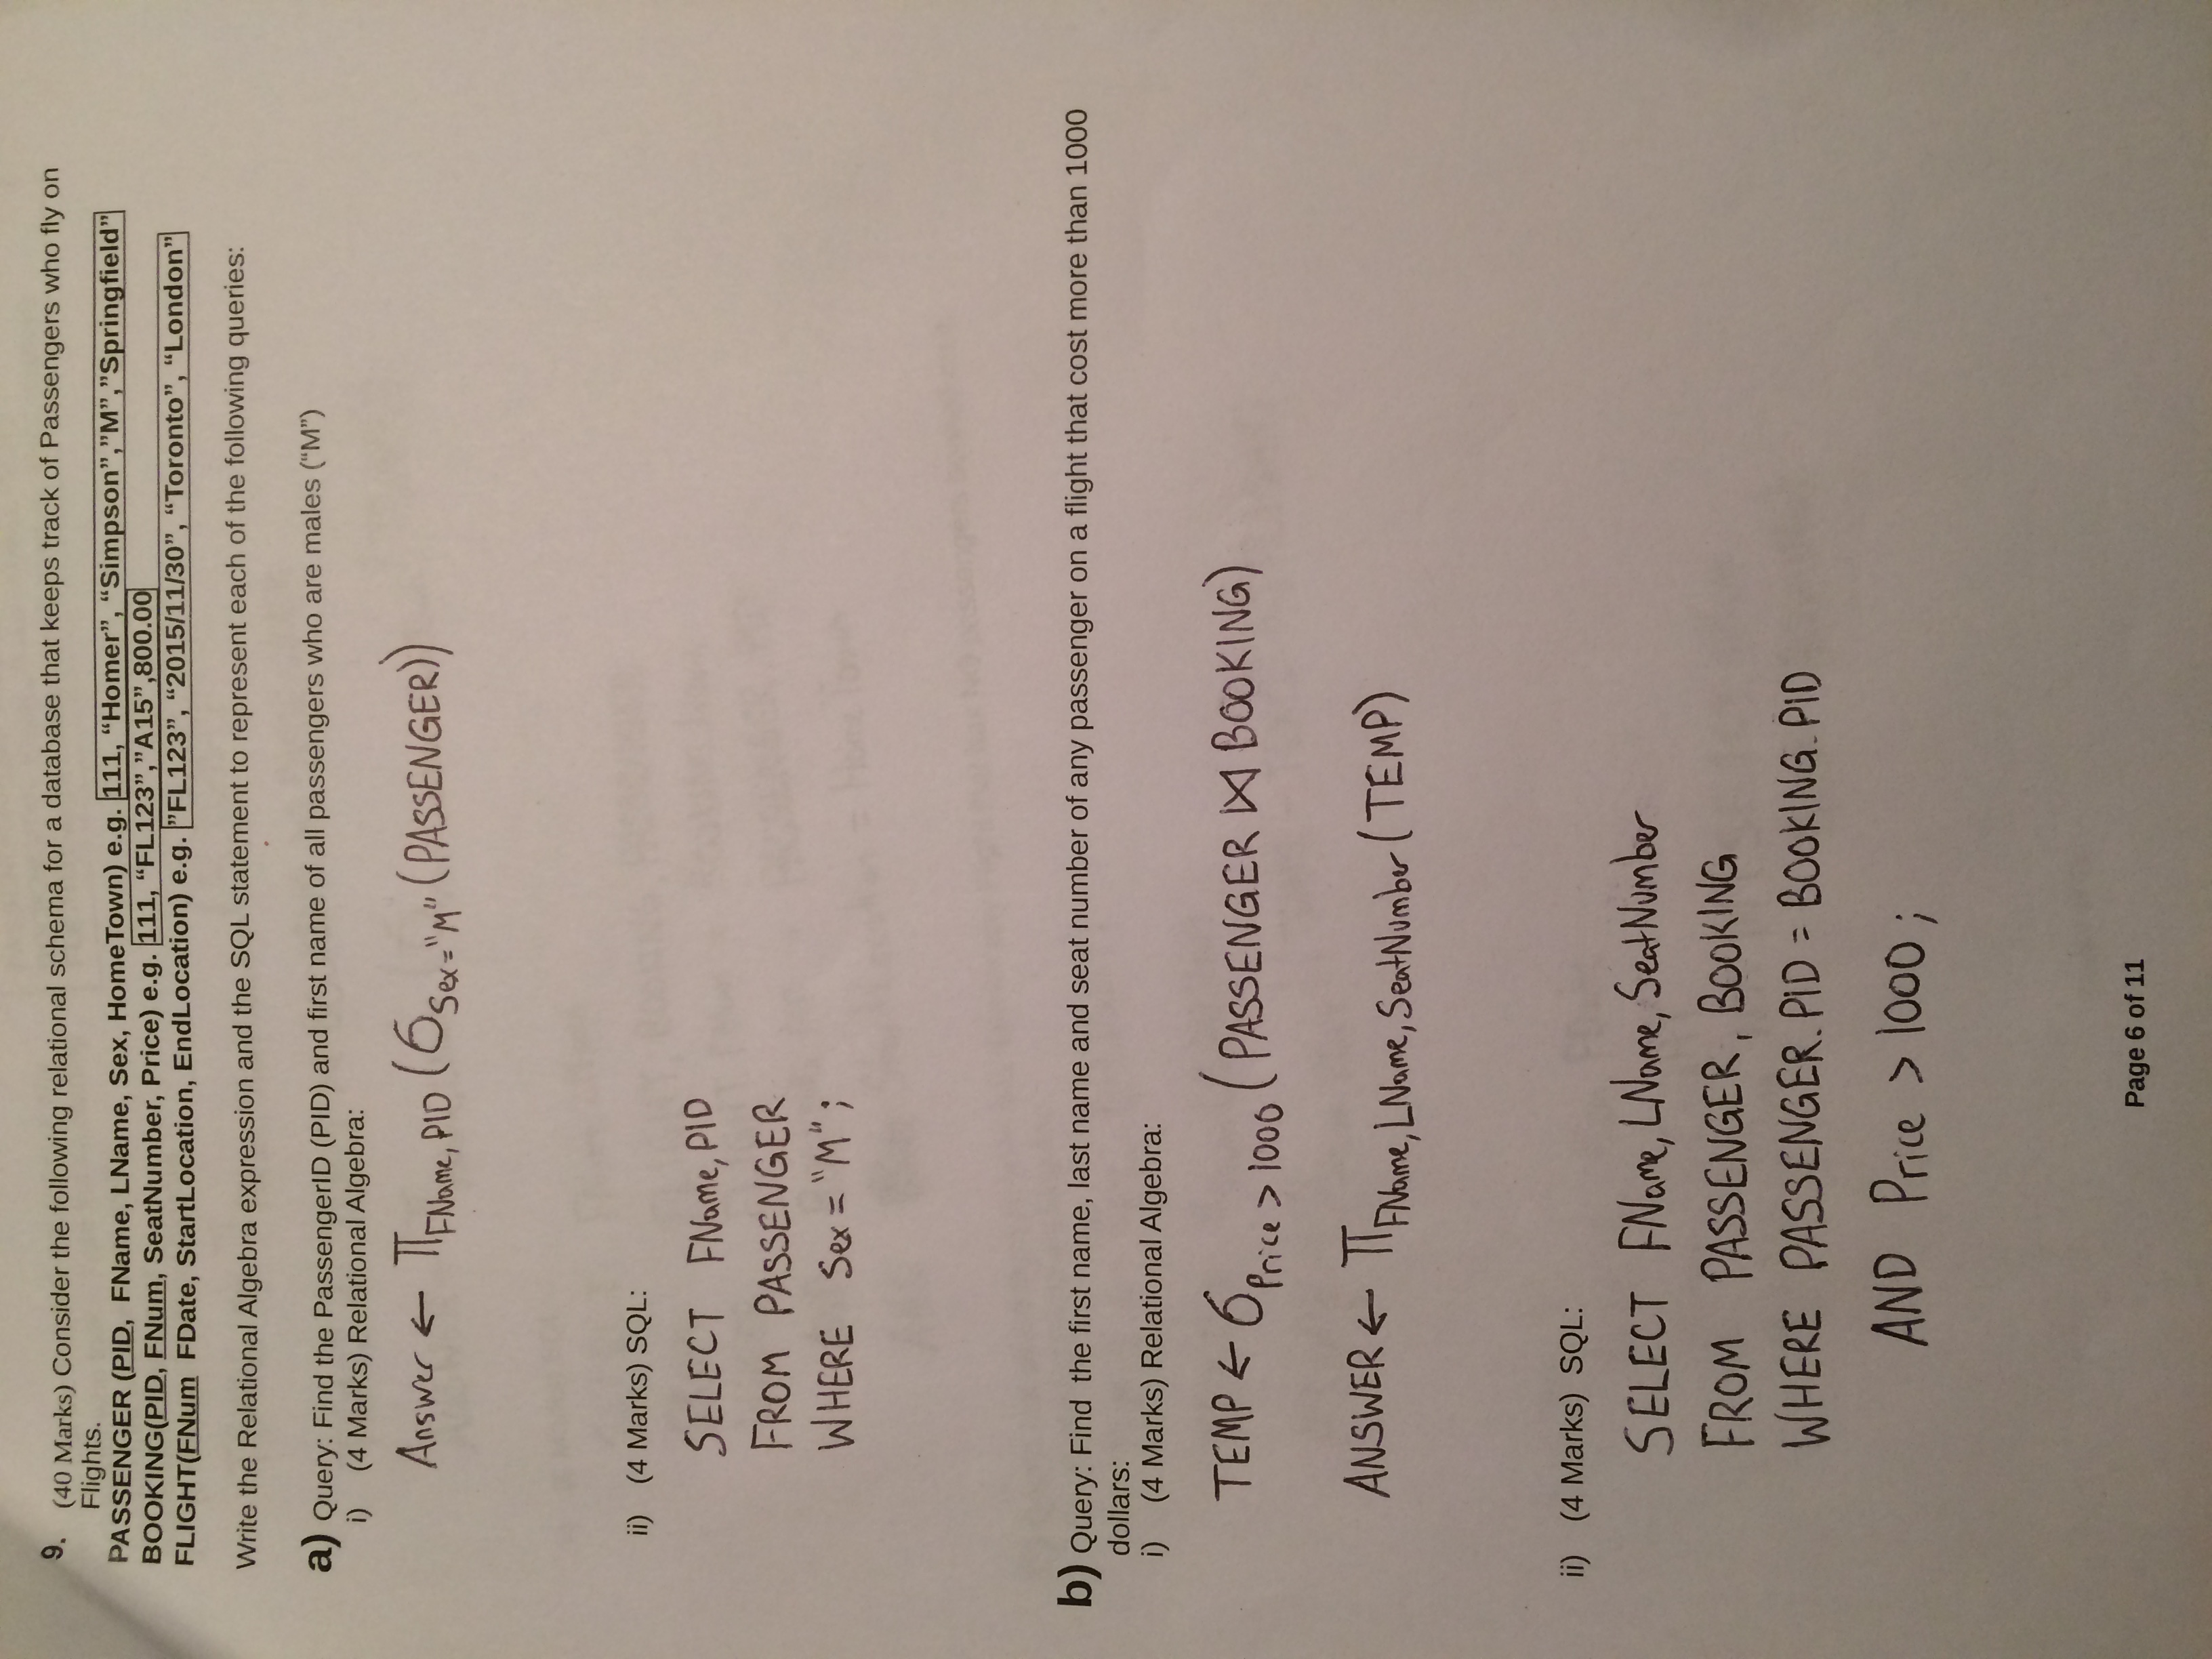 9. (40 Marks) Consider the following relational schema for a database that keeps track of Passengers who fly on
Flights.
PASSENGER (PID, FName, LName, Sex, HomeTown) e.g. 111, “Homer”, “Simpson”,”M”,”Springfield”
BOOKING(PID, FNum, SeatNumber, Price) e.g. 111, “FL123”,”A15”,800.00
FLIGHT(FNum FDate, StartLocation, EndLocation) e.g. ”FL123”, “2015/11/30”, “Toronto”, “London”
Write the Relational Algebra expression and the SQL statement to represent each of the following queries:
a) Query: Find the PassengerID (PID) and first name of all passengers who are males (“M”)
i) (4 Marks) Relational Algebra:
Answer ← π FName, PID (σ Sex="M" (PASSENGER))
ii) (4 Marks) SQL:
SELECT FName, PID
FROM PASSENGER
WHERE Sex = "M";
b) Query: Find the first name, last name and seat number of any passenger on a flight that cost more than 1000
dollars:
i) (4 Marks) Relational Algebra:
TEMP ← σ Price > 1000 (PASSENGER ⋈ BOOKING)
ANSWER ← π FName, LName, SeatNumber (TEMP)
ii) (4 Marks) SQL:
SELECT FName, LName, SeatNumber
FROM PASSENGER, BOOKING
WHERE PASSENGER.PID = BOOKING.PID
AND Price > 1000;
Page 6 of 11